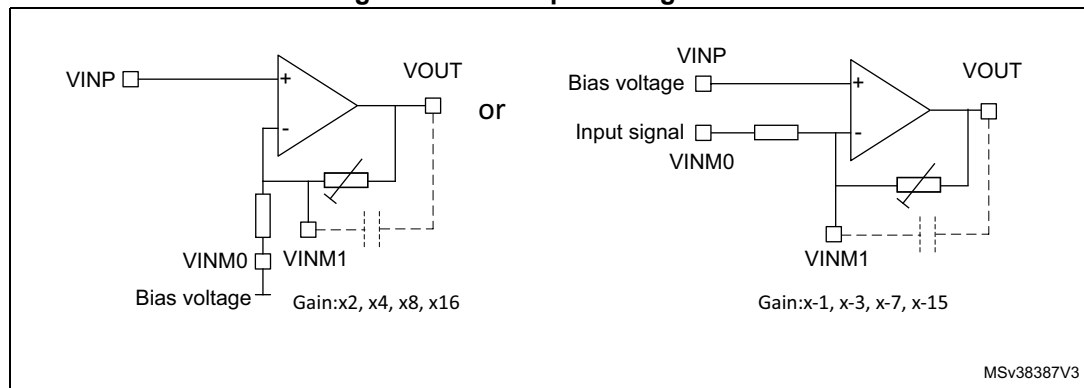 VINP
+
-
VOUT
VINM0
VINM1
Bias voltage
Gain:x2, x4, x8, x16
or
VINP
Bias voltage
Input signal
VINM0
+
-
VOUT
VINM1
Gain:x-1, x-3, x-7, x-15
MSv38387V3